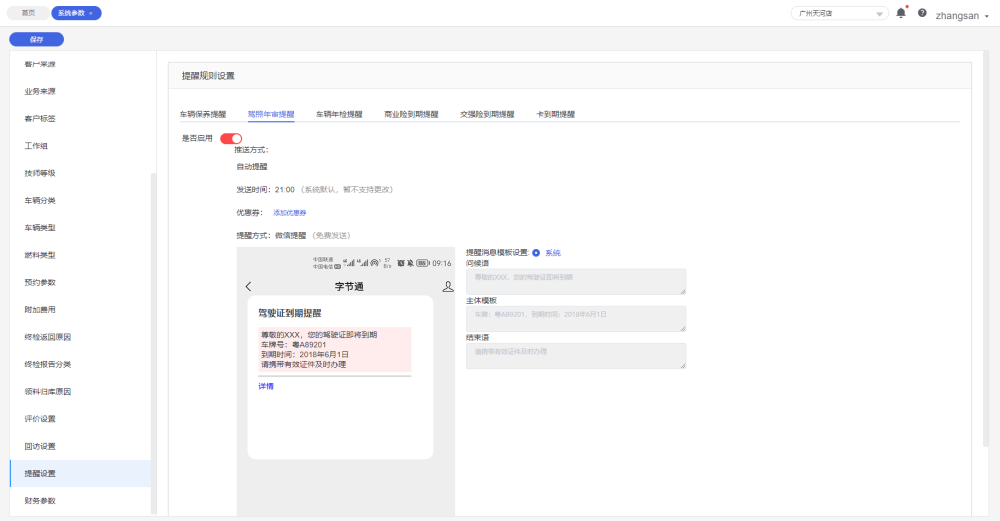 首页
系统参数
广州天河店
zhangsan
保存
客户来源
业务来源
客户标签
工作组
技师等级
车辆分类
车辆类型
燃料类型
预约参数
附加费用
终检返回原因
终检报告分类
领料归库原因
评价设置
回访设置
提醒设置
财务参数
提醒规则设置
车辆保养提醒
驾照年审提醒
车辆年检提醒
商业险到期提醒
交强险到期提醒
卡到期提醒
是否启用
推送方式：
自动提醒
发送时间：21:00 （系统默认，暂不支持更改）
优惠券： 添加优惠券
提醒方式：微信提醒 （免费发送）
中国联通
中国电信
57
B/s
09:16
字节通
驾驶证到期提醒
尊敬的XXX，您的驾驶证即将到期
车牌号：粤A89201
到期时间：2018年6月1日
请携带有效证件及时办理
详情
提醒消息模板设置: 系统
问候语
尊敬的XXX，您的驾驶证即将到期
主体模板
车牌：粤A89201，到期时间：2018年6月1日
结束语
请携带有效证件及时办理